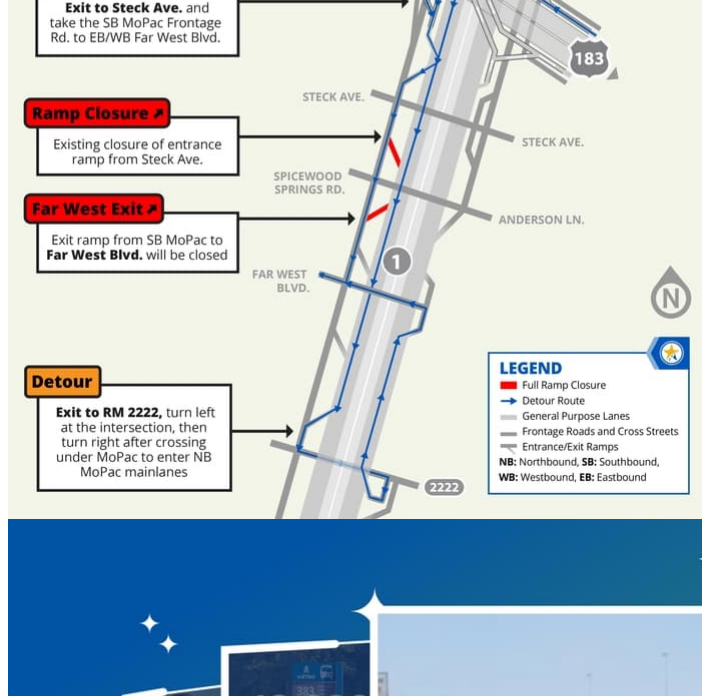 Exit to Steck Ave. and
take the SB MoPac Frontage
Rd. to EB/WB Far West Blvd.
183
STECK AVE.
Ramp Closure ↗
Existing closure of entrance
ramp from Steck Ave.
STECK AVE.
SPICEWOOD
SPRINGS RD.
Far West Exit ↗
Exit ramp from SB MoPac to
Far West Blvd. will be closed
ANDERSON LN.
1
FAR WEST
BLVD.
N
Detour
Exit to RM 2222, turn left
at the intersection, then
turn right after crossing
under MoPac to enter NB
MoPac mainlanes
2222
LEGEND
Full Ramp Closure
Detour Route
General Purpose Lanes
Frontage Roads and Cross Streets
Entrance/Exit Ramps
NB: Northbound, SB: Southbound,
WB: Westbound, EB: Eastbound
383